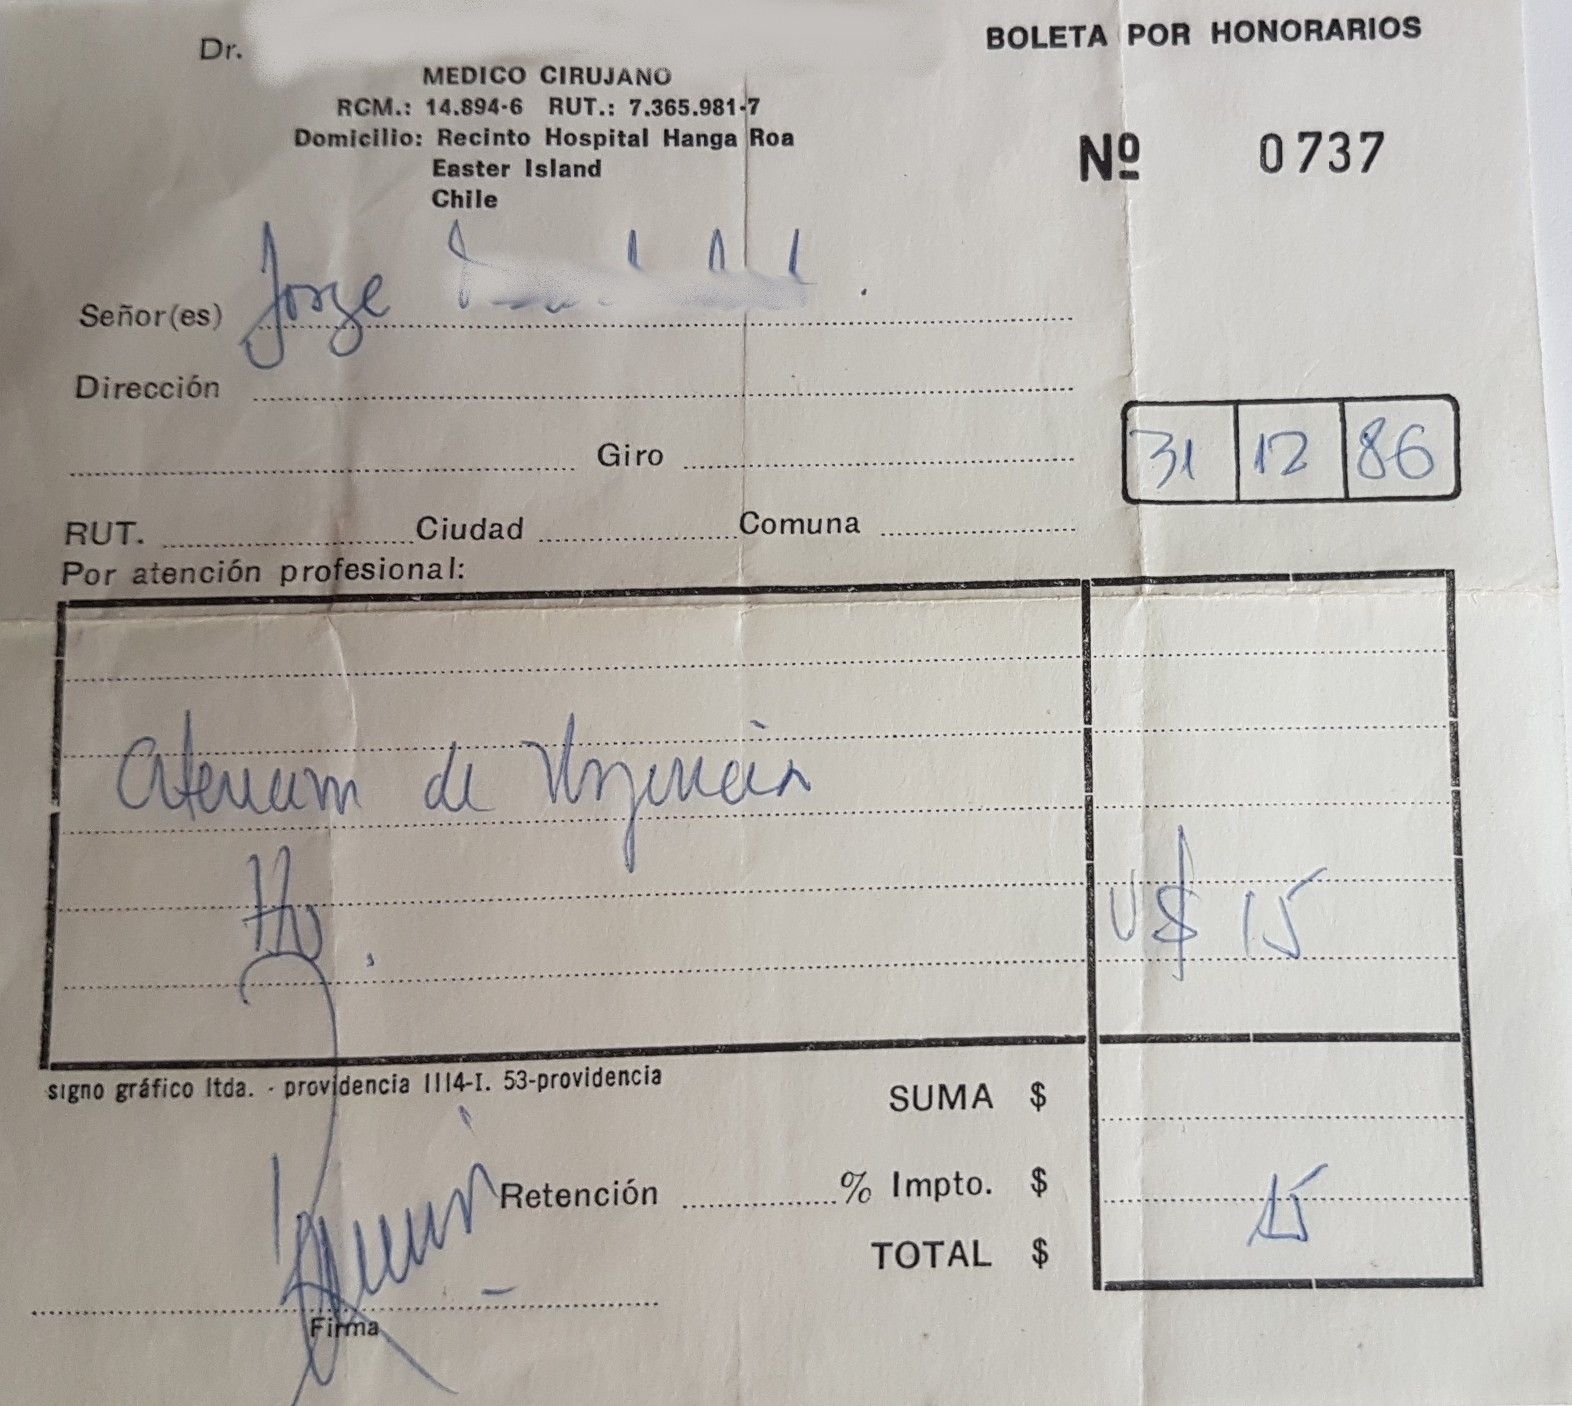 Dr.
BOLETA POR HONORARIOS
MEDICO CIRUJANO
RCM.: 14.894-6 RUT.: 7.365.981-7
Domicilio: Recinto Hospital Hanga Roa
Easter Island
Chile
Nº 0737
Señor(es) Jorge
Dirección
31 12 86
Giro
RUT. Ciudad Comuna
Por atención profesional:
Atención de Urgencia
U$ 15
signo gráfico ltda. - providencia 1114-l. 53-providencia
SUMA $
Retención % Impto. $
15
TOTAL $
Firma